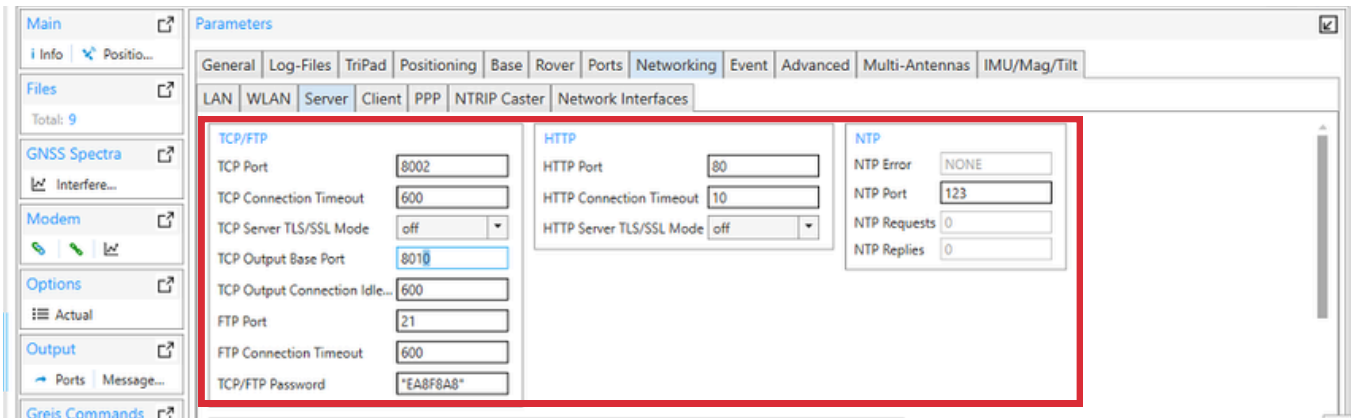 Main
Info Positio...
Files
Total: 9
GNSS Spectra
Interfere...
Modem
Options
Actual
Output
Ports Message...
Greis Commands
Parameters
General Log-Files TriPad Positioning Base Rover Ports Networking Event Advanced Multi-Antennas IMU/Mag/Tilt
LAN WLAN Server Client PPP NTRIP Caster Network Interfaces
TCP/FTP
TCP Port 8002
TCP Connection Timeout 600
TCP Server TLS/SSL Mode off
TCP Output Base Port 8010
TCP Output Connection Idle... 600
FTP Port 21
FTP Connection Timeout 600
TCP/FTP Password "EA8F8A8"
HTTP
HTTP Port 80
HTTP Connection Timeout 10
HTTP Server TLS/SSL Mode off
NTP
NTP Error NONE
NTP Port 123
NTP Requests 0
NTP Replies 0